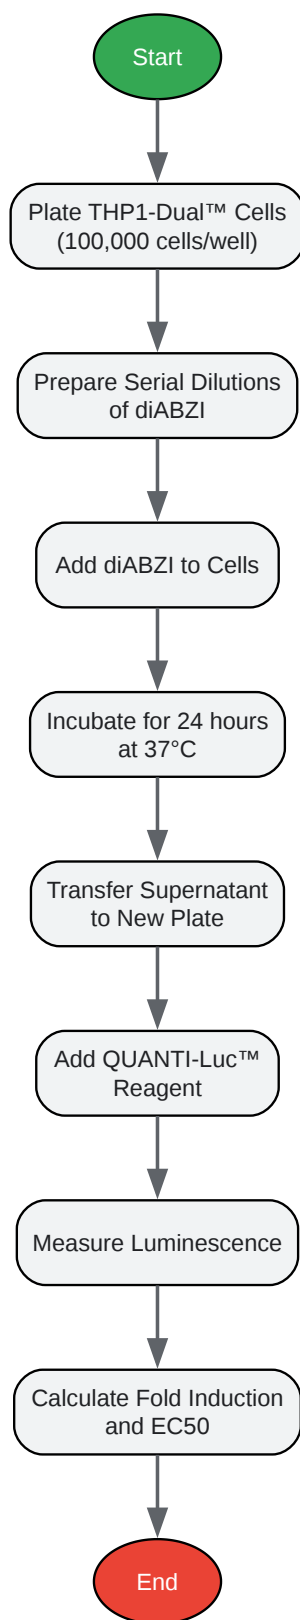 Start
Plate THP1-Dual™ Cells
(100,000 cells/well)
Prepare Serial Dilutions
of diABZI
Add diABZI to Cells
Incubate for 24 hours
at 37°C
Transfer Supernatant
to New Plate
Add QUANTI-Luc™
Reagent
Measure Luminescence
Calculate Fold Induction
and EC50
End